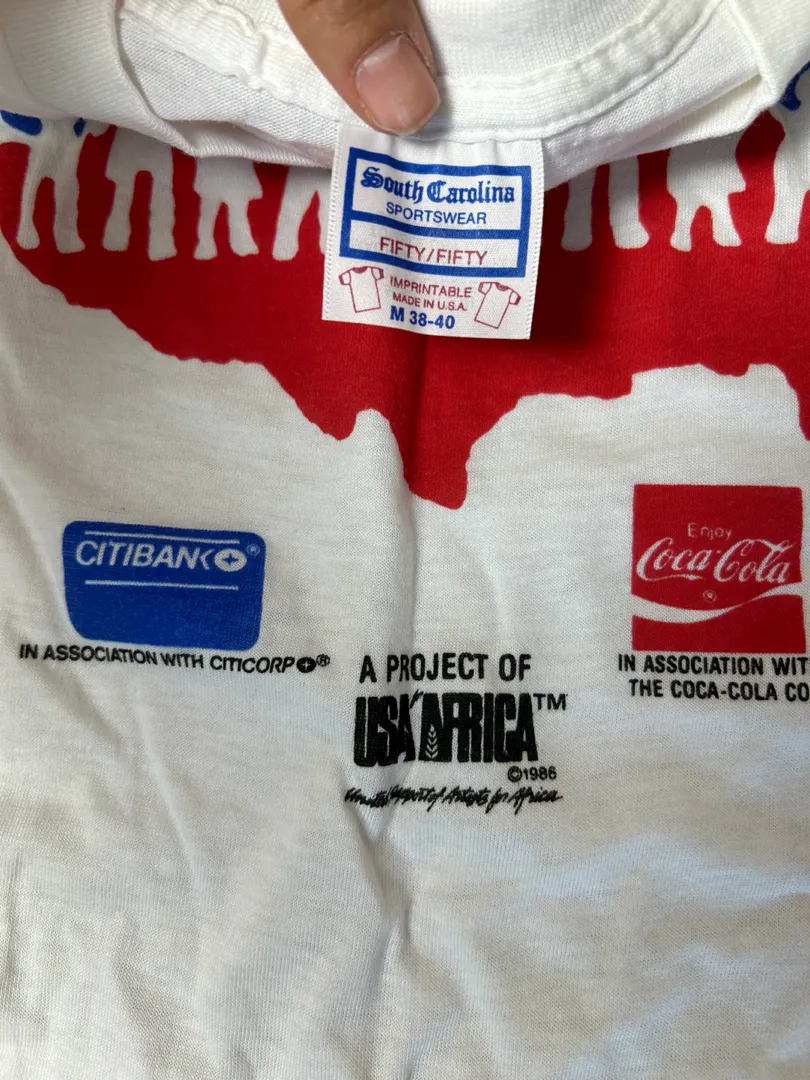 South Carolina
SPORTSWEAR
FIFTY/FIFTY
IMPRINTABLE
MADE IN U.S.A.
M 38-40
CITIBANK®
IN ASSOCIATION WITH CITICORP®
Enjoy
Coca-Cola
®
IN ASSOCIATION WIT
THE COCA-COLA CO
A PROJECT OF
USA AFRICA™
©1986
United Support of Artists for Africa